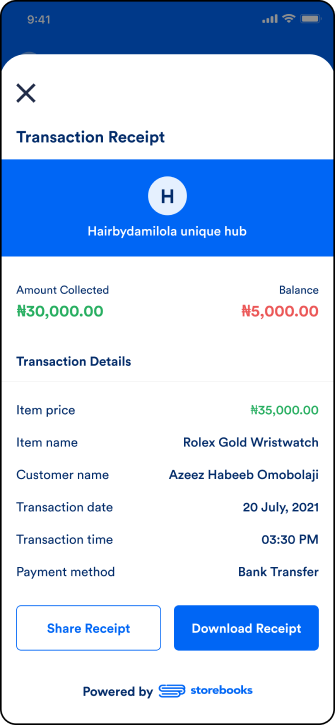 9:41
Transaction Receipt
H
Hairbydamilola unique hub
Amount Collected Balance
₦30,000.00 ₦5,000.00
Transaction Details
Item price ₦35,000.00
Item name Rolex Gold Wristwatch
Customer name Azeez Habeeb Omobolaji
Transaction date 20 July, 2021
Transaction time 03:30 PM
Payment method Bank Transfer
Share Receipt Download Receipt
Powered by storebooks